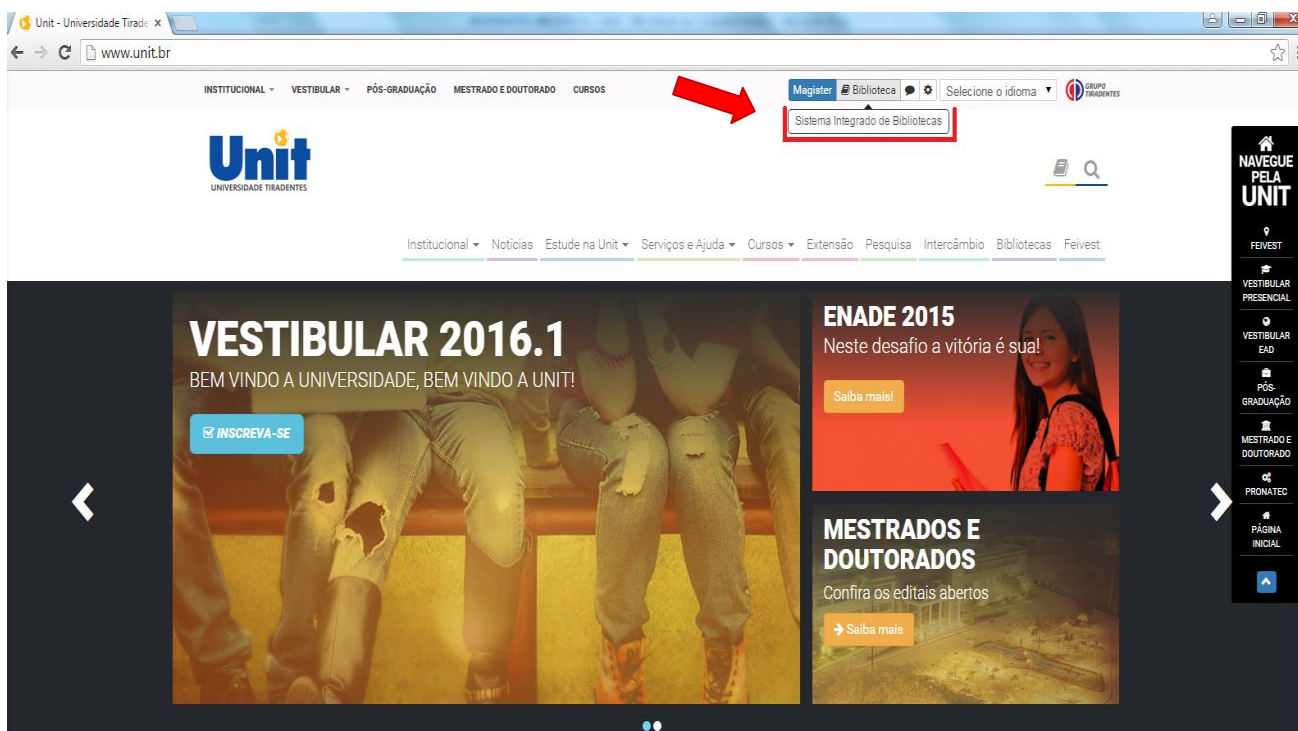 Unit - Universidade Tirade
www.unit.br
INSTITUCIONAL VESTIBULAR PÓS-GRADUAÇÃO MESTRADO E DOUTORADO CURSOS
Magister Biblioteca Selecione o idioma GRUPO TIRADENTES
Sistema Integrado de Bibliotecas
Unit
UNIVERSIDADE TIRADENTES
Institucional Notícias Estude na Unit Serviços e Ajuda Cursos Extensão Pesquisa Intercâmbio Bibliotecas Feivest
VESTIBULAR 2016.1
BEM VINDO A UNIVERSIDADE, BEM VINDO A UNIT!
INSCREVA-SE
ENADE 2015
Neste desafio a vitória é sua!
Saiba mais!
MESTRADOS E
DOUTORADOS
Confira os editais abertos
Saiba mais
NAVEGUE
PELA
UNIT
FEIVEST
VESTIBULAR
PRESENCIAL
VESTIBULAR
EAD
PÓS-
GRADUAÇÃO
MESTRADO E
DOUTORADO
PRONATEC
PÁGINA
INICIAL